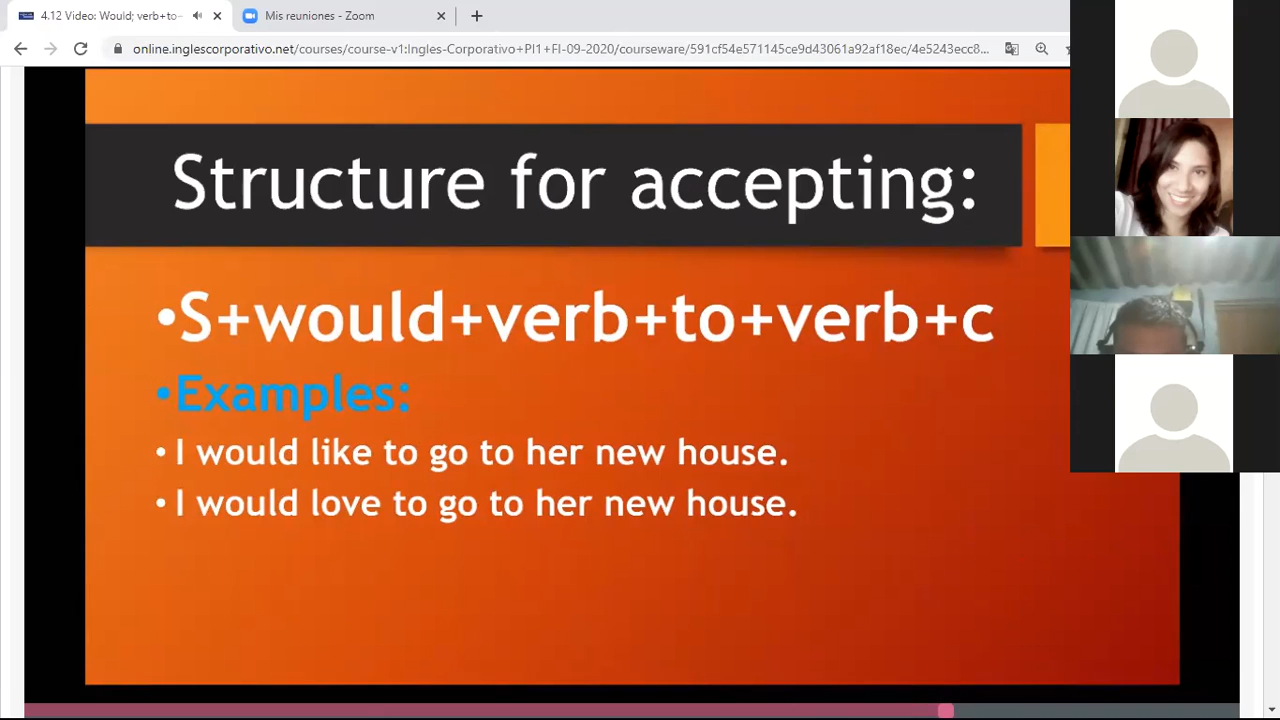 4.12 Video: Would; verb+to-
Mis reuniones - Zoom
online.inglescorporativo.net/courses/course-v1:Ingles-Corporativo+PI1+FI-09-2020/courseware/591cf54e571145ce9d43061a92af18ec/4e5243ecc8...
Structure for accepting:
•S+would+verb+to+verb+c
•Examples:
• I would like to go to her new house.
• I would love to go to her new house.